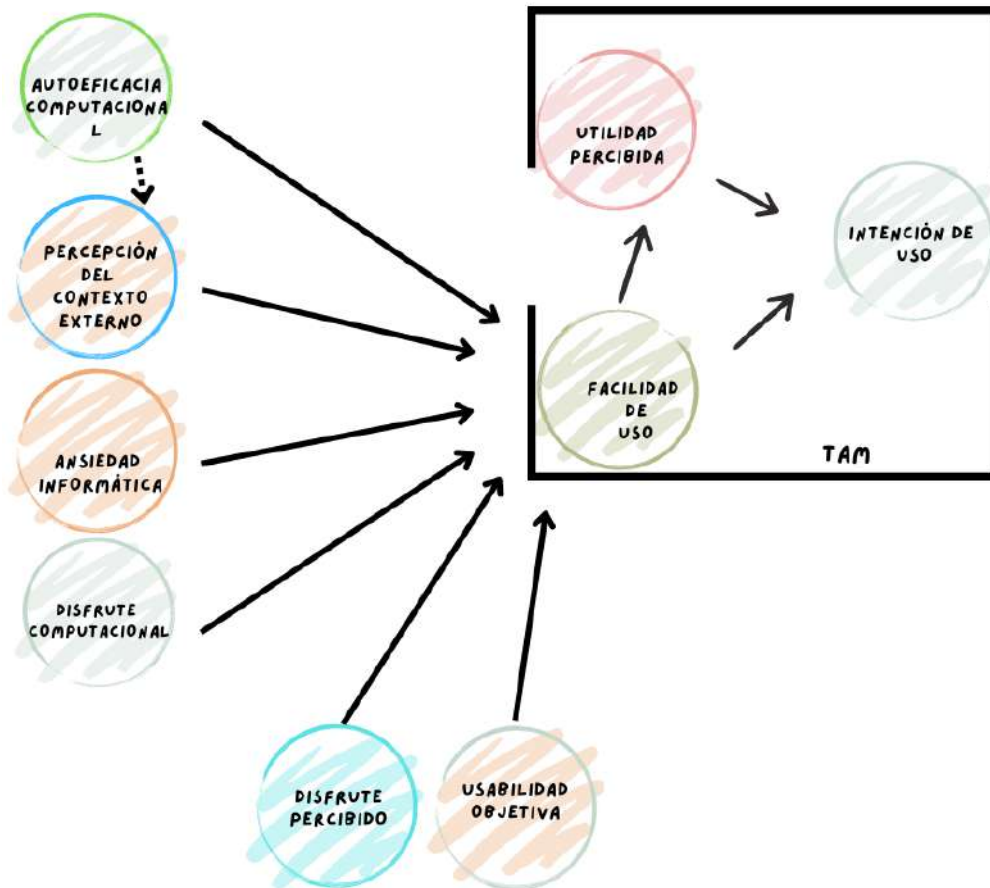 AUTOEFICACIA
COMPUTACIONA
L
PERCEPCIÓN
DEL
CONTEXTO
EXTERNO
ANSIEDAD
INFORMÁTICA
DISFRUTE
COMPUTACIONAL
DISFRUTE
PERCIBIDO
USABILIDAD
OBJETIVA
UTILIDAD
PERCIBIDA
FACILIDAD
DE
USO
INTENCIÓN DE
USO
TAM